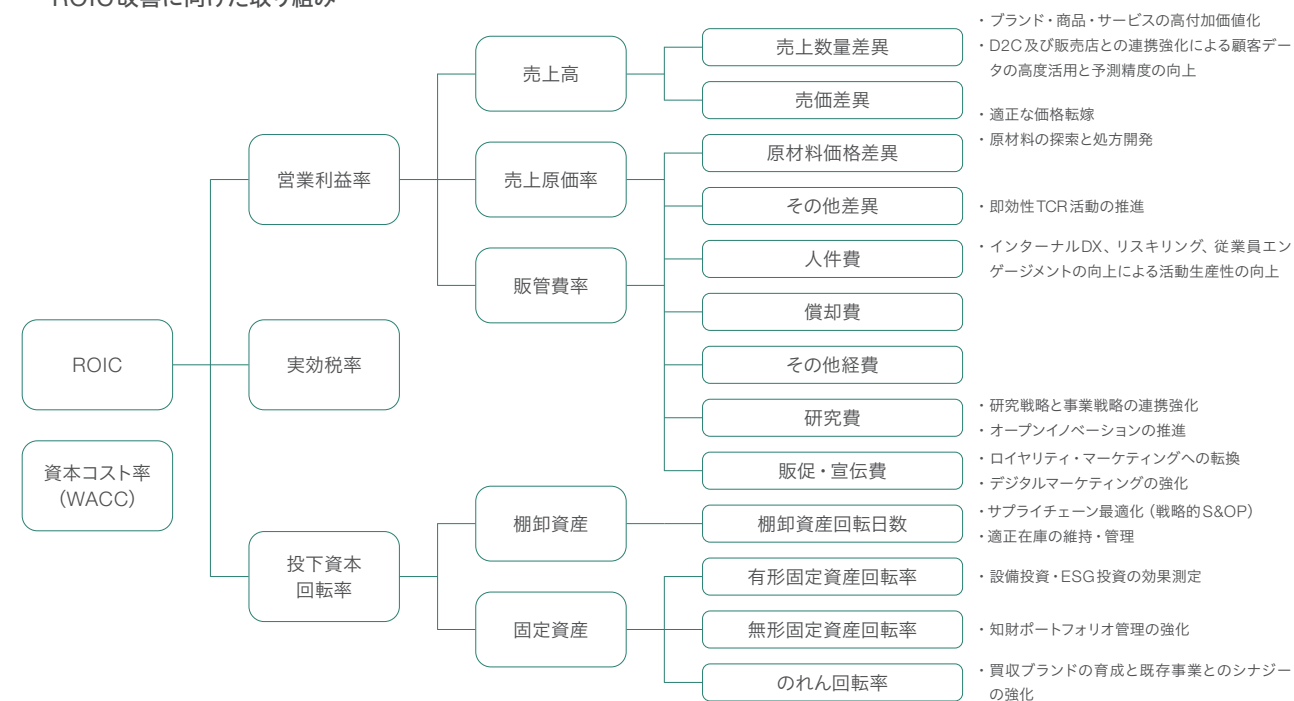 ROIC改善に向けた取り組み
ROIC
資本コスト率
(WACC)
営業利益率
実効税率
投下資本
回転率
売上高
売上原価率
販管費率
棚卸資産
固定資産
売上数量差異
売価差異
原材料価格差異
その他差異
人件費
償却費
その他経費
研究費
販促・宣伝費
棚卸資産回転日数
有形固定資産回転率
無形固定資産回転率
のれん回転率
・ブランド・商品・サービスの高付加価値化
・D2C及び販売店との連携強化による顧客デー
タの高度活用と予測精度の向上
・適正な価格転嫁
・原材料の探索と処方開発
・即効性TCR活動の推進
・インターナルDX、リスキリング、従業員エン
ゲージメントの向上による活動生産性の向上
・研究戦略と事業戦略の連携強化
・オープンイノベーションの推進
・ロイヤリティ・マーケティングへの転換
・デジタルマーケティングの強化
・サプライチェーン最適化（戦略的S&OP）
・適正在庫の維持・管理
・設備投資・ESG投資の効果測定
・知財ポートフォリオ管理の強化
・買収ブランドの育成と既存事業とのシナジー
の強化